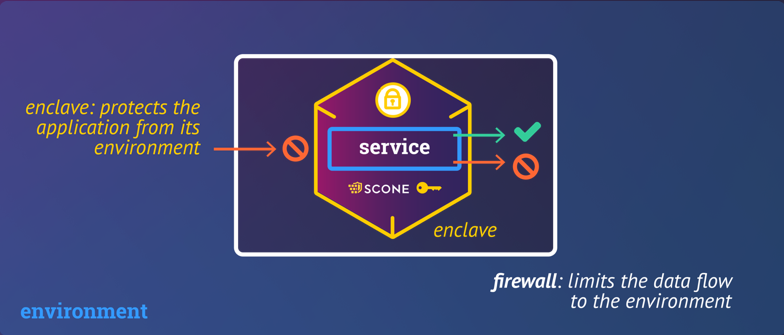 enclave: protects the
application from its
environment
service
SCONE
enclave
firewall: limits the data flow
to the environment
environment